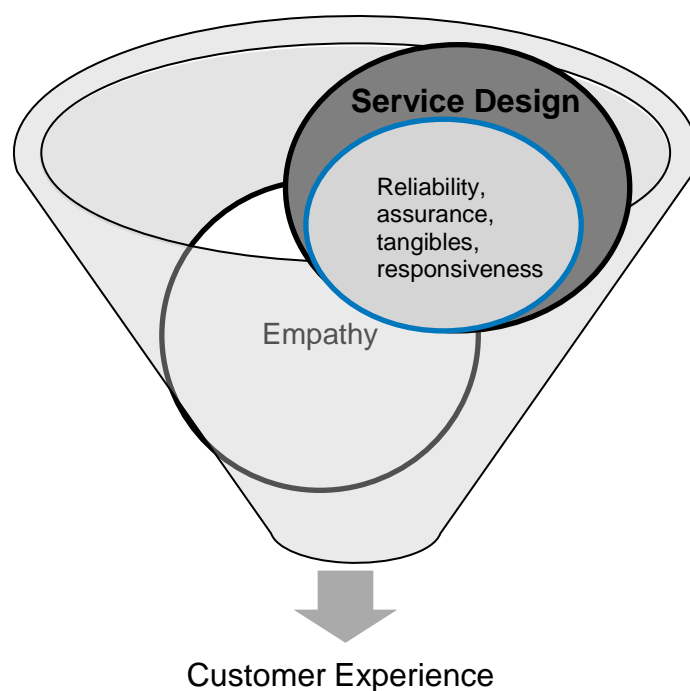 Service Design
Reliability,
assurance,
tangibles,
responsiveness
Empathy
Customer Experience